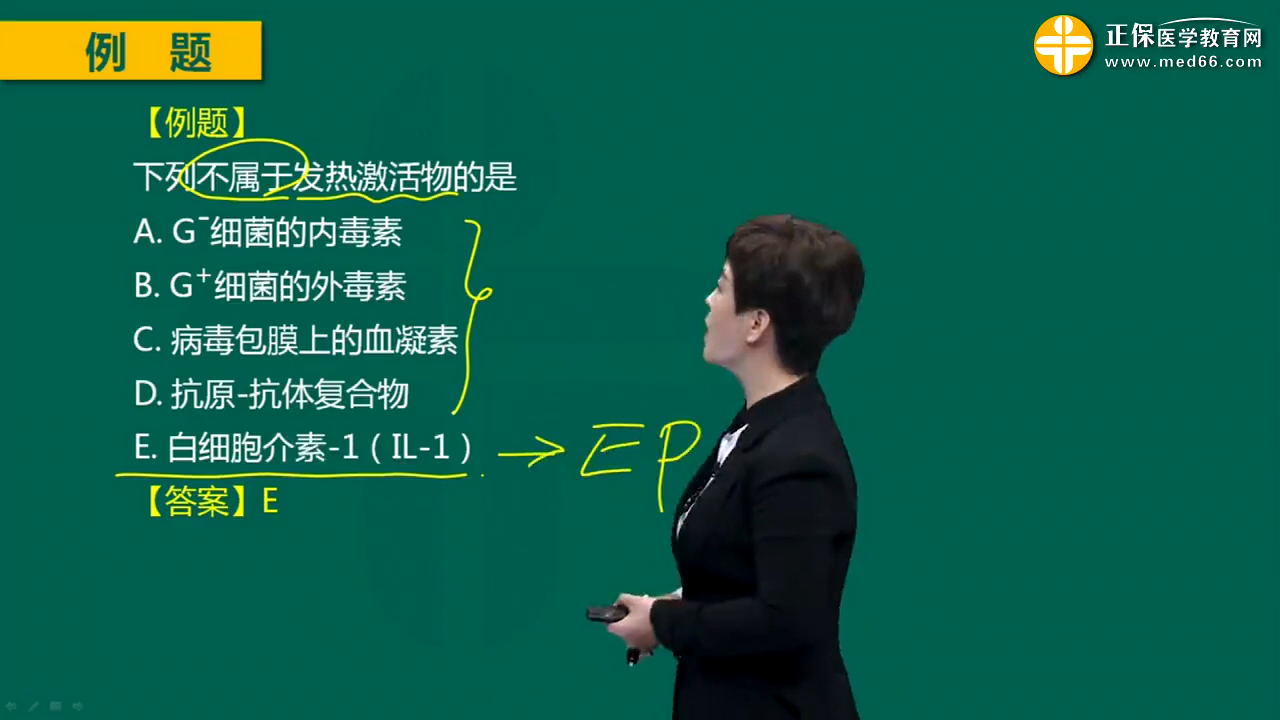 例 题
正保医学教育网
www.med66.com
【例题】
下列不属于发热激活物的是
A. G⁻细菌的内毒素
B. G⁺细菌的外毒素
C. 病毒包膜上的血凝素
D. 抗原-抗体复合物
E. 白细胞介素-1（IL-1） → EP
【答案】E